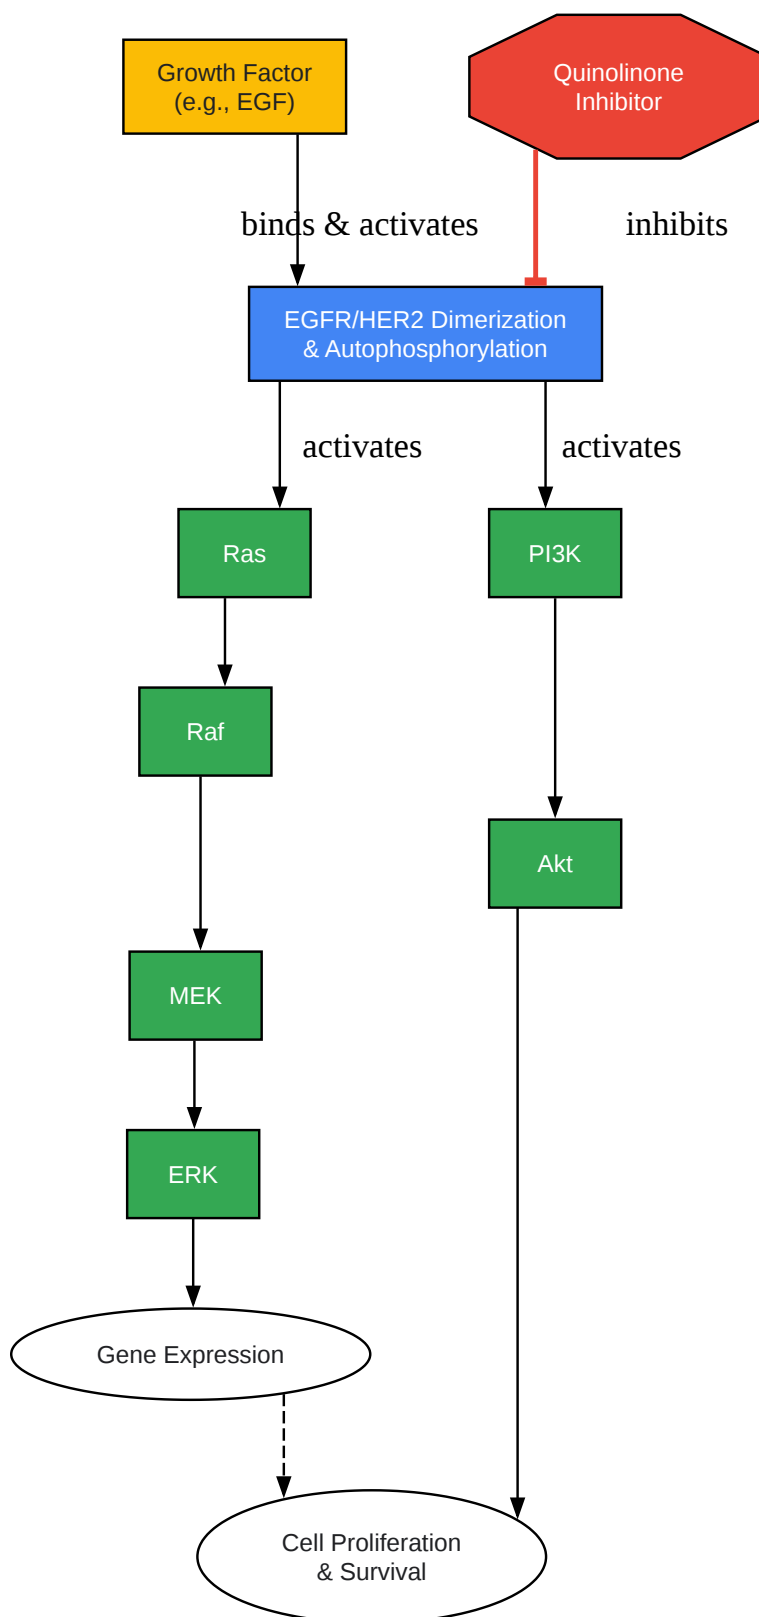 Growth Factor
(e.g., EGF)
Quinolinone
Inhibitor
binds & activates
inhibits
EGFR/HER2 Dimerization
& Autophosphorylation
activates
activates
Ras
PI3K
Raf
Akt
MEK
ERK
Gene Expression
Cell Proliferation
& Survival